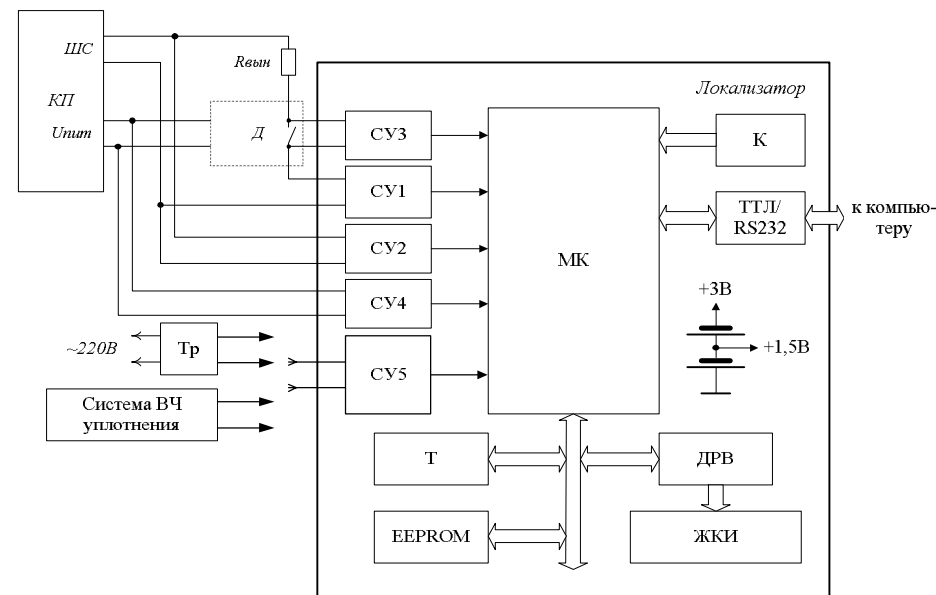 ШС
Rвын
КП
Uпит
Д
Локализатор
СУ3
К
СУ1
ТТЛ/
RS232
к компью-
теру
СУ2
МК
СУ4
+3В
+1,5В
~220В
Тр
СУ5
Система ВЧ
уплотнения
Т
ДРВ
EEPROM
ЖКИ